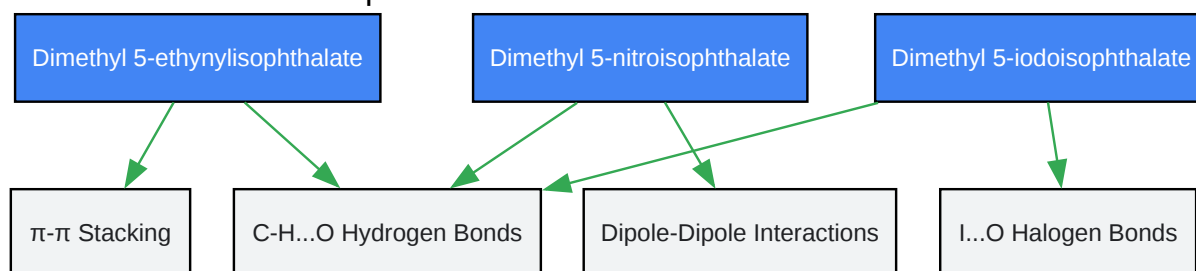 Dimethyl 5-ethynylisophthalate
Dimethyl 5-nitroisophthalate
Dimethyl 5-iodoisophthalate
π-π Stacking
C-H...O Hydrogen Bonds
Dipole-Dipole Interactions
I...O Halogen Bonds